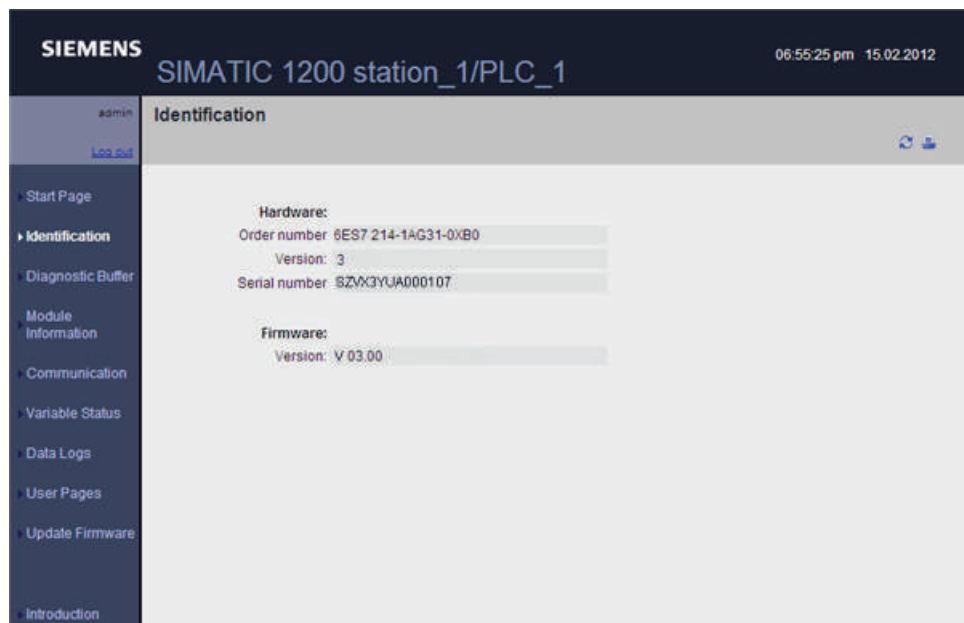 SIEMENS
SIMATIC 1200 station_1/PLC_1
06:55:25 pm 15.02.2012
admin
Log out
Identification
Start Page
Identification
Diagnostic Buffer
Module
Information
Communication
Variable Status
Data Logs
User Pages
Update Firmware
Introduction
Hardware:
Order number 6ES7 214-1AG31-0XB0
Version: 3
Serial number SZVX3YUA000107
Firmware:
Version: V 03.00